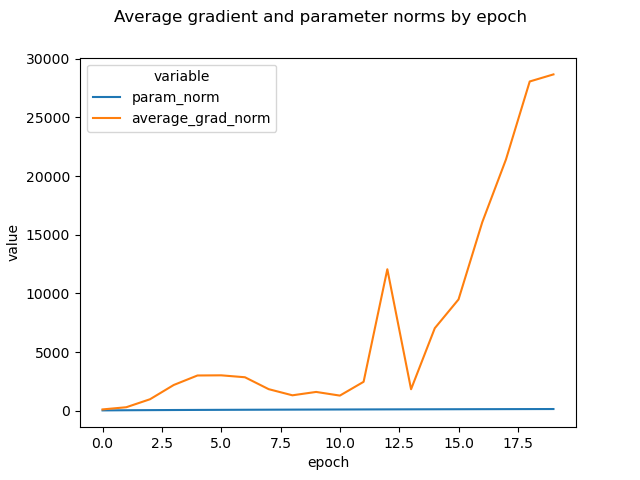 Average gradient and parameter norms by epoch
30000
25000
20000
15000
10000
5000
0
value
variable
param_norm
average_grad_norm
0.0 2.5 5.0 7.5 10.0 12.5 15.0 17.5
epoch